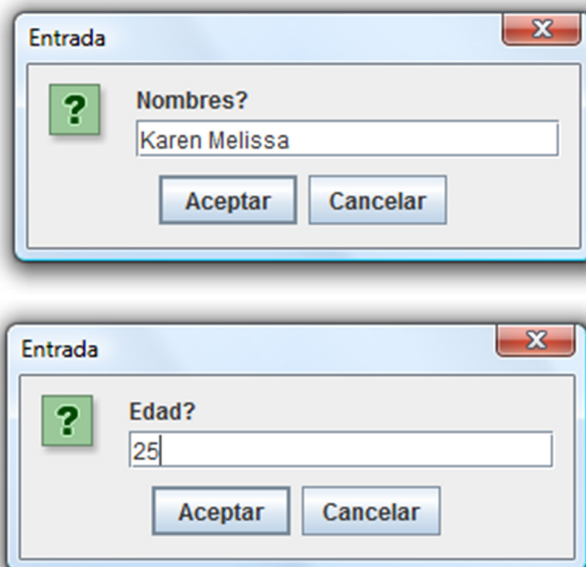 Entrada
Nombres?
Karen Melissa
Aceptar Cancelar
Entrada
Edad?
25
Aceptar Cancelar